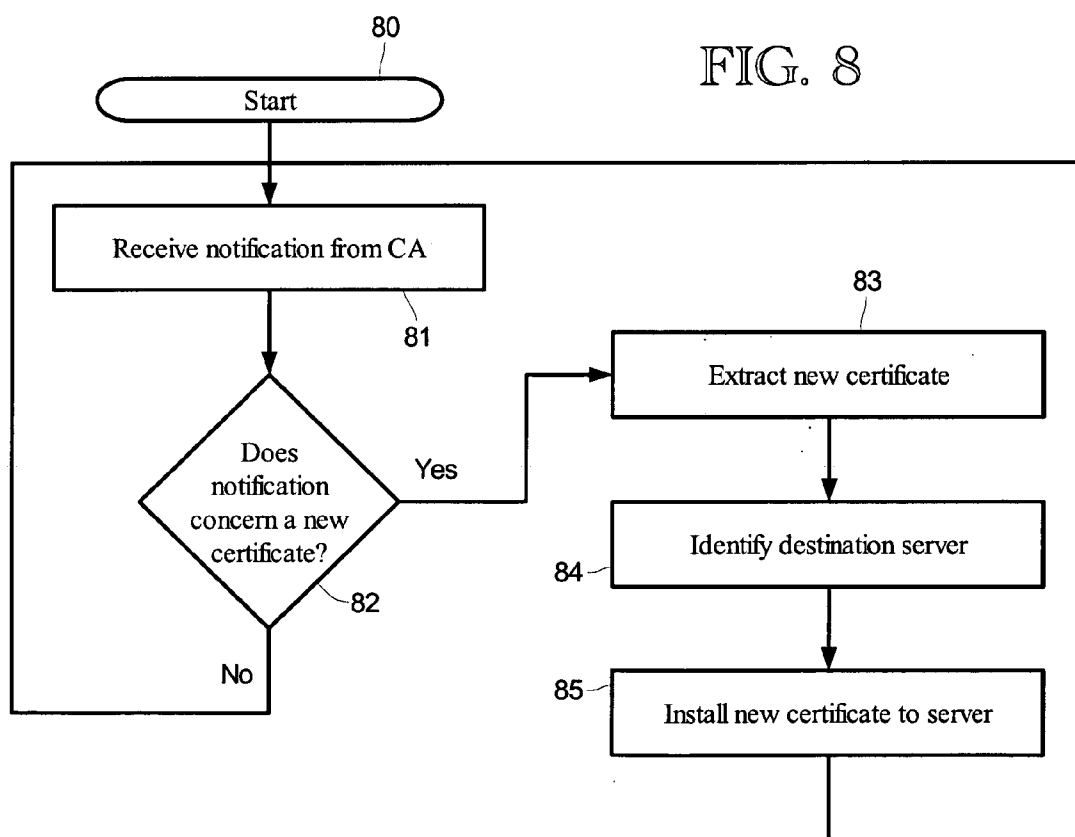 FIG. 8
80
Start
Receive notification from CA
81
Does
notification
concern a new
certificate?
82
Yes
No
83
Extract new certificate
Identify destination server
84
85
Install new certificate to server